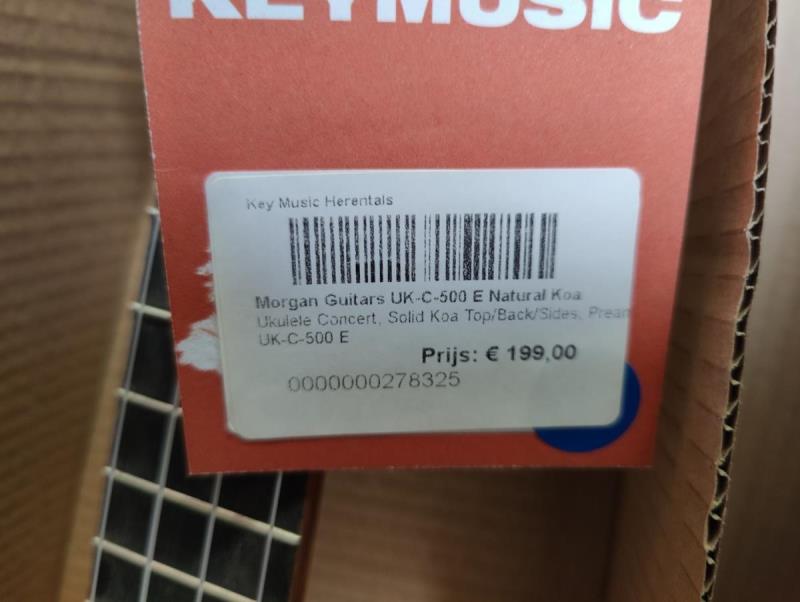 KEYMUSIC
Key Music Herentals
Morgan Guitars UK-C-500 E Natural Koa
Ukulele Concert, Solid Koa Top/Back/Sides, Pream
UK-C-500 E
Prijs: € 199,00
0000000278325